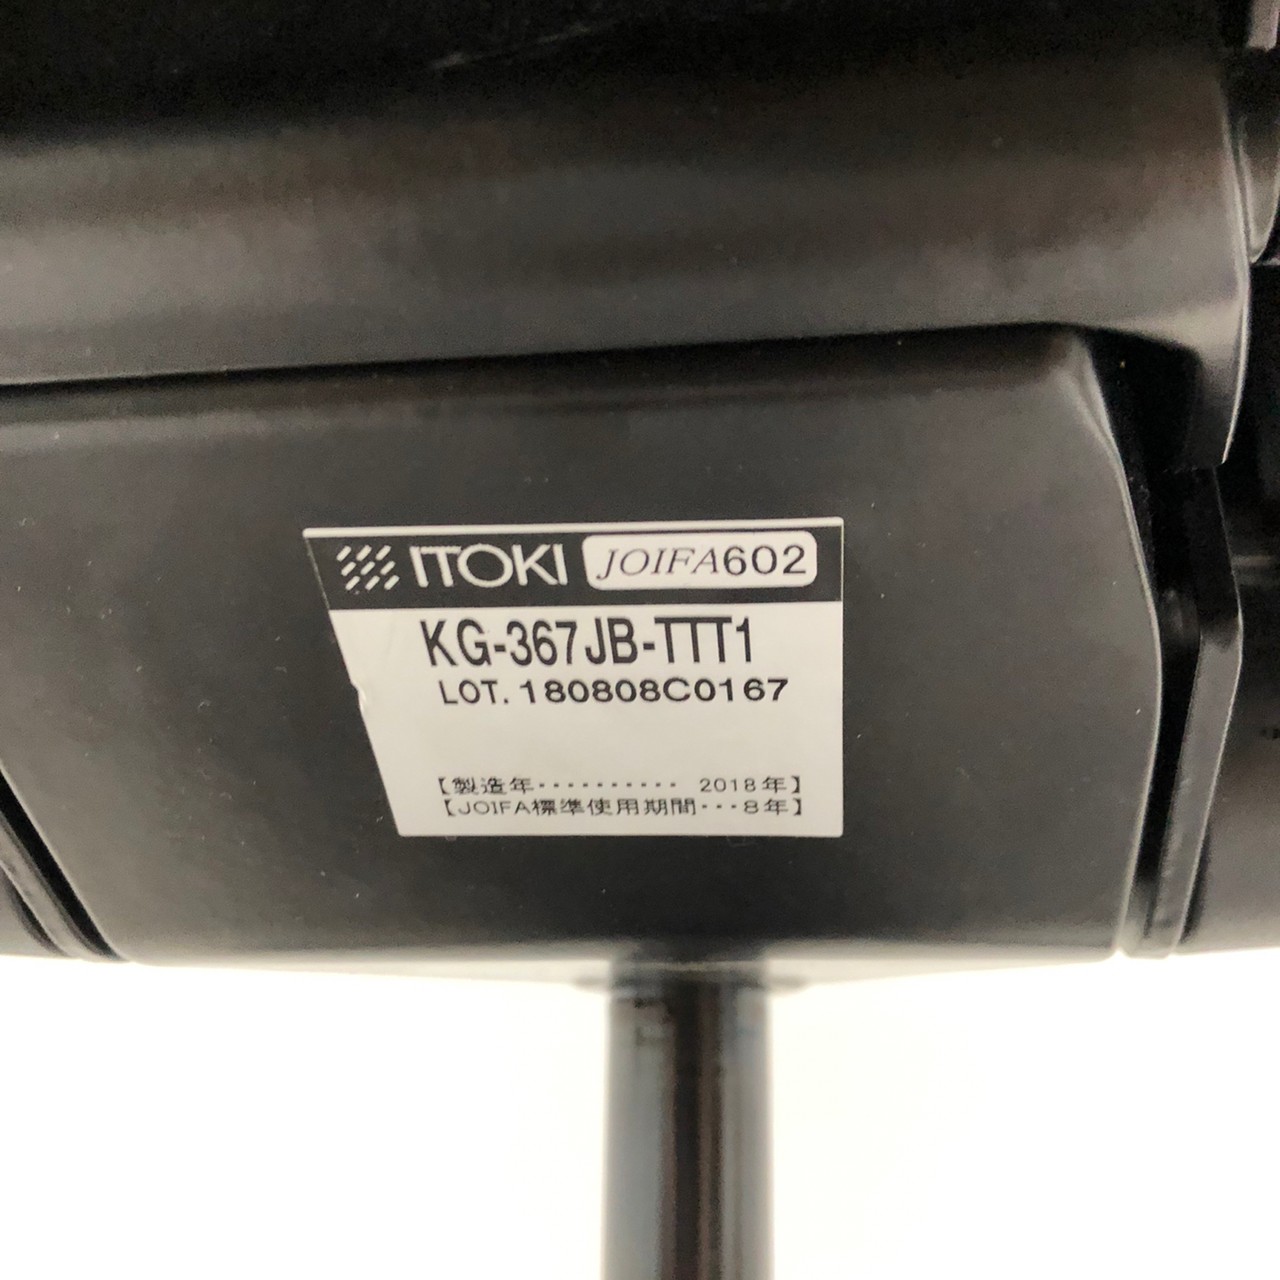 ITOKI JOIFA602
KG-367JB-TTT1
LOT. 180808C0167
【製造年‥‥‥‥‥ 2018年】
【JOIFA標準使用期間･･･8年】